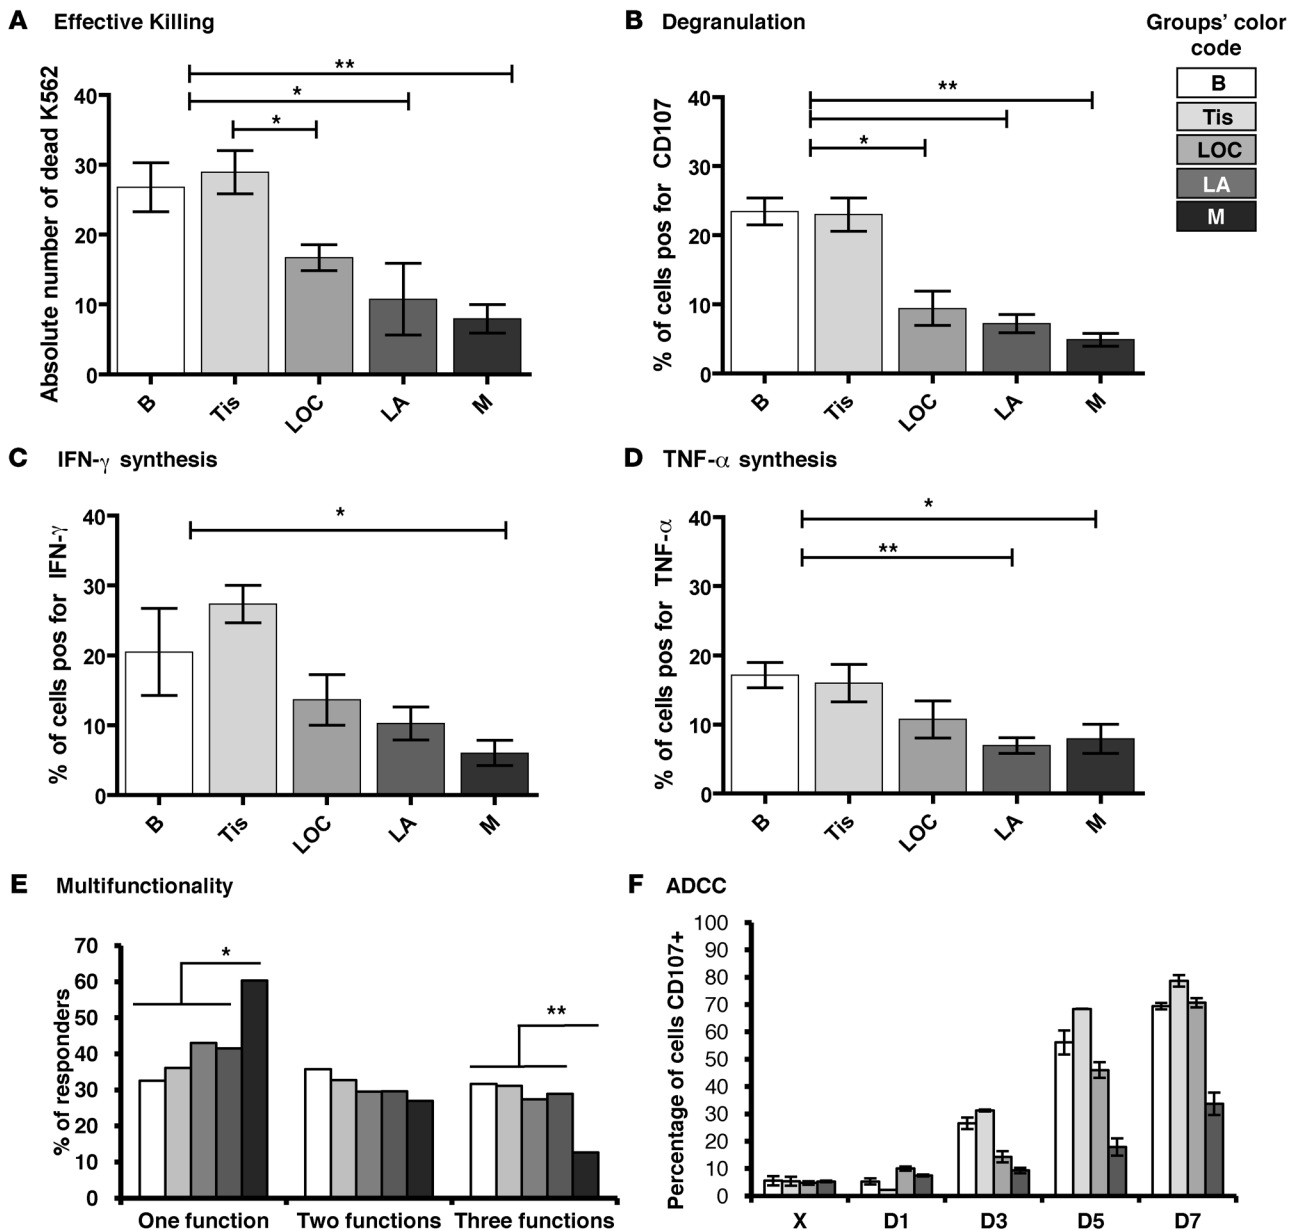 A Effective Killing
Absolute number of dead K562
40
30
20
10
0
**
*
*
B
Tis
LOC
LA
M
B Degranulation
% of cells pos for CD107
40
30
20
10
0
**
*
B
Tis
LOC
LA
M
Groups' color
code
B
Tis
LOC
LA
M
C IFN-γ synthesis
% of cells pos for IFN-γ
40
30
20
10
0
*
B
Tis
LOC
LA
M
D TNF-α synthesis
% of cells pos for TNF-α
40
30
20
10
0
*
**
B
Tis
LOC
LA
M
E Multifunctionality
% of responders
70
60
50
40
30
20
10
0
*
**
One function
Two functions
Three functions
F ADCC
Percentage of cells CD107+
100
90
80
70
60
50
40
30
20
10
0
X
D1
D3
D5
D7